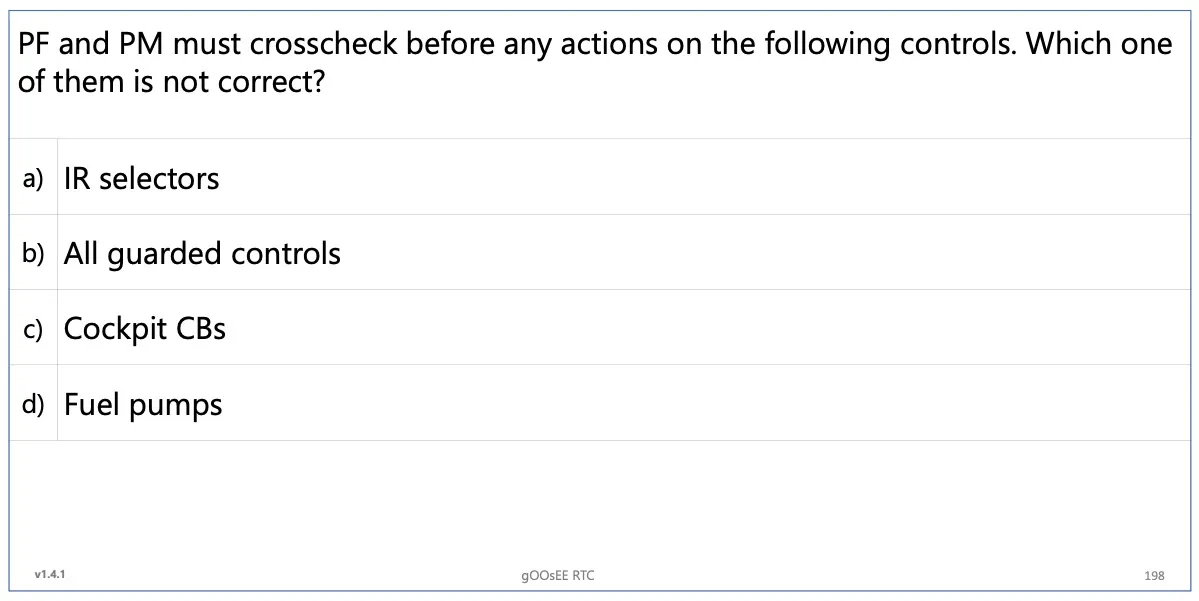 PF and PM must crosscheck before any actions on the following controls. Which one
of them is not correct?
a) IR selectors
b) All guarded controls
c) Cockpit CBs
d) Fuel pumps
v1.4.1 gOOsEE RTC 198